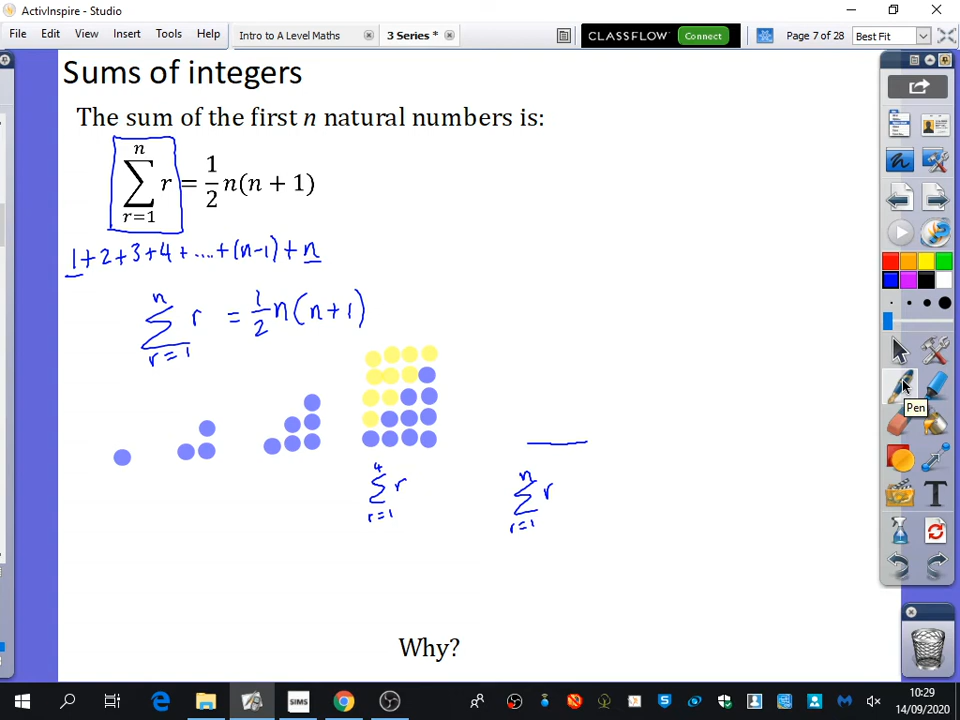 ActivInspire - Studio
File Edit View Insert Tools Help
Intro to A Level Maths
3 Series *
CLASSFLOW Connect
Page 7 of 28
Best Fit
Sums of integers
The sum of the first n natural numbers is:
n
∑ r = 1/2 n(n + 1)
r=1
1+2+3+4+....+(n-1)+n
n
∑ r = 1/2 n(n+1)
r=1
Pen
4
∑ r
r=1
n
∑ r
r=1
Why?
SIMS
10:29
14/09/2020